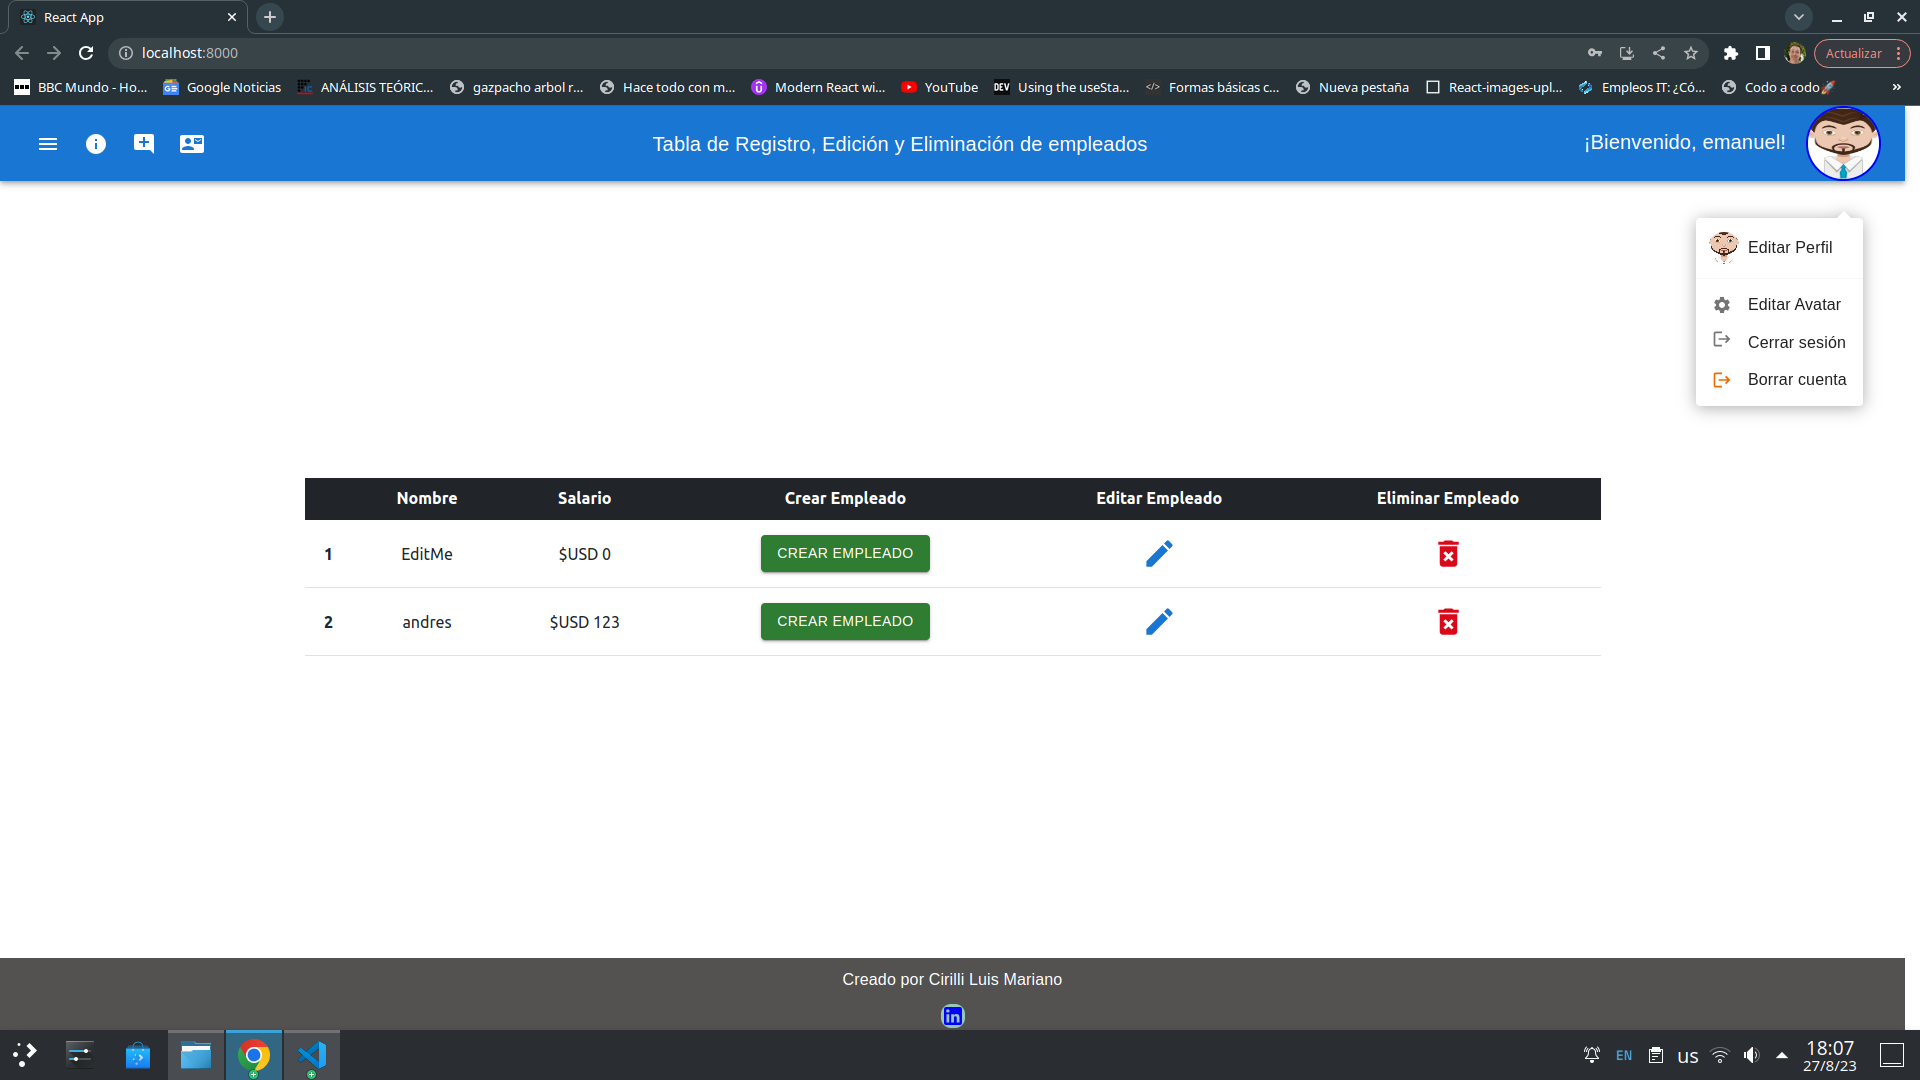 React App
localhost:8000
Actualizar
BBC Mundo - Ho...
Google Noticias
ANÁLISIS TEÓRIC...
gazpacho arbol r...
Hace todo con m...
Modern React wi...
YouTube
DEV
Using the useSta...
Formas básicas c...
Nueva pestaña
React-images-upl...
Empleos IT: ¿Có...
Codo a codo🚀
»
Tabla de Registro, Edición y Eliminación de empleados
¡Bienvenido, emanuel!
Editar Perfil
Editar Avatar
Cerrar sesión
Borrar cuenta
Nombre Salario Crear Empleado Editar Empleado Eliminar Empleado
1 EditMe $USD 0 CREAR EMPLEADO
2 andres $USD 123 CREAR EMPLEADO
Creado por Cirilli Luis Mariano
in
EN
us
18:07
27/8/23